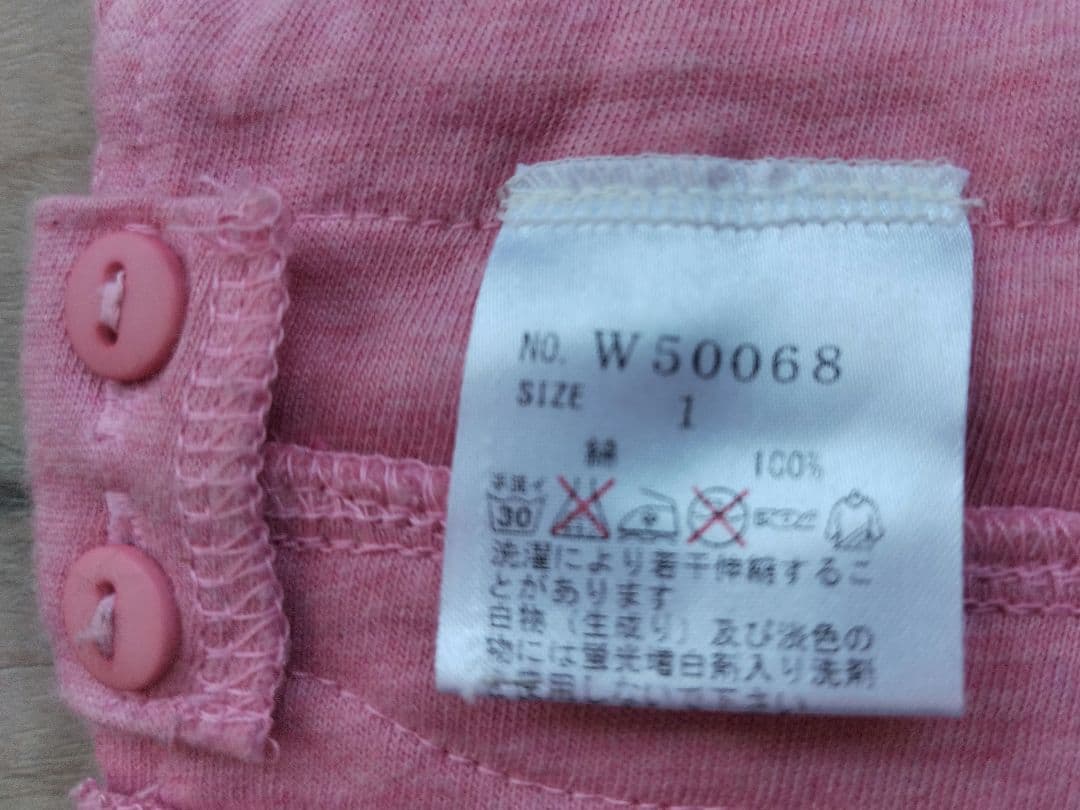 NO. W50068
SIZE 1
綿 100%
手洗イ
30
洗濯により若干伸縮するこ
とがあります
白物(生成り)及び淡色の
物には蛍光増白剤入り洗剤